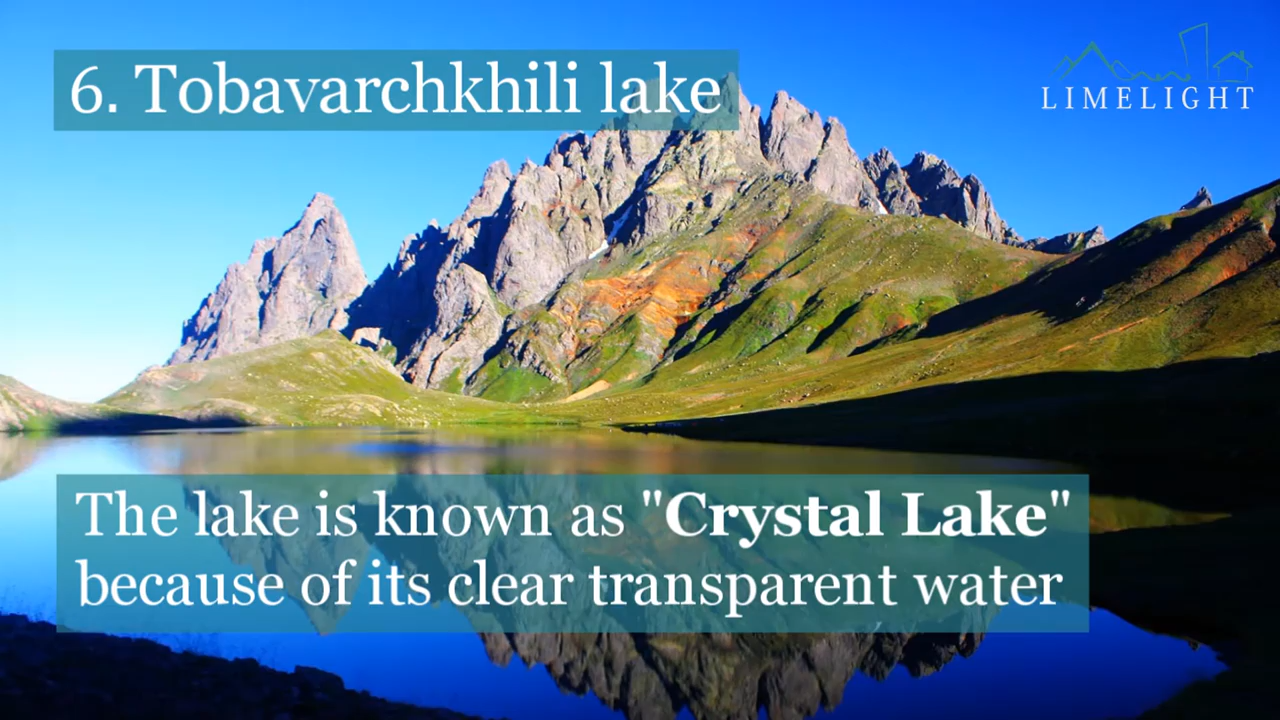 6. Tobavarchkhili lake
LIMELIGHT
The lake is known as "Crystal Lake"
because of its clear transparent water